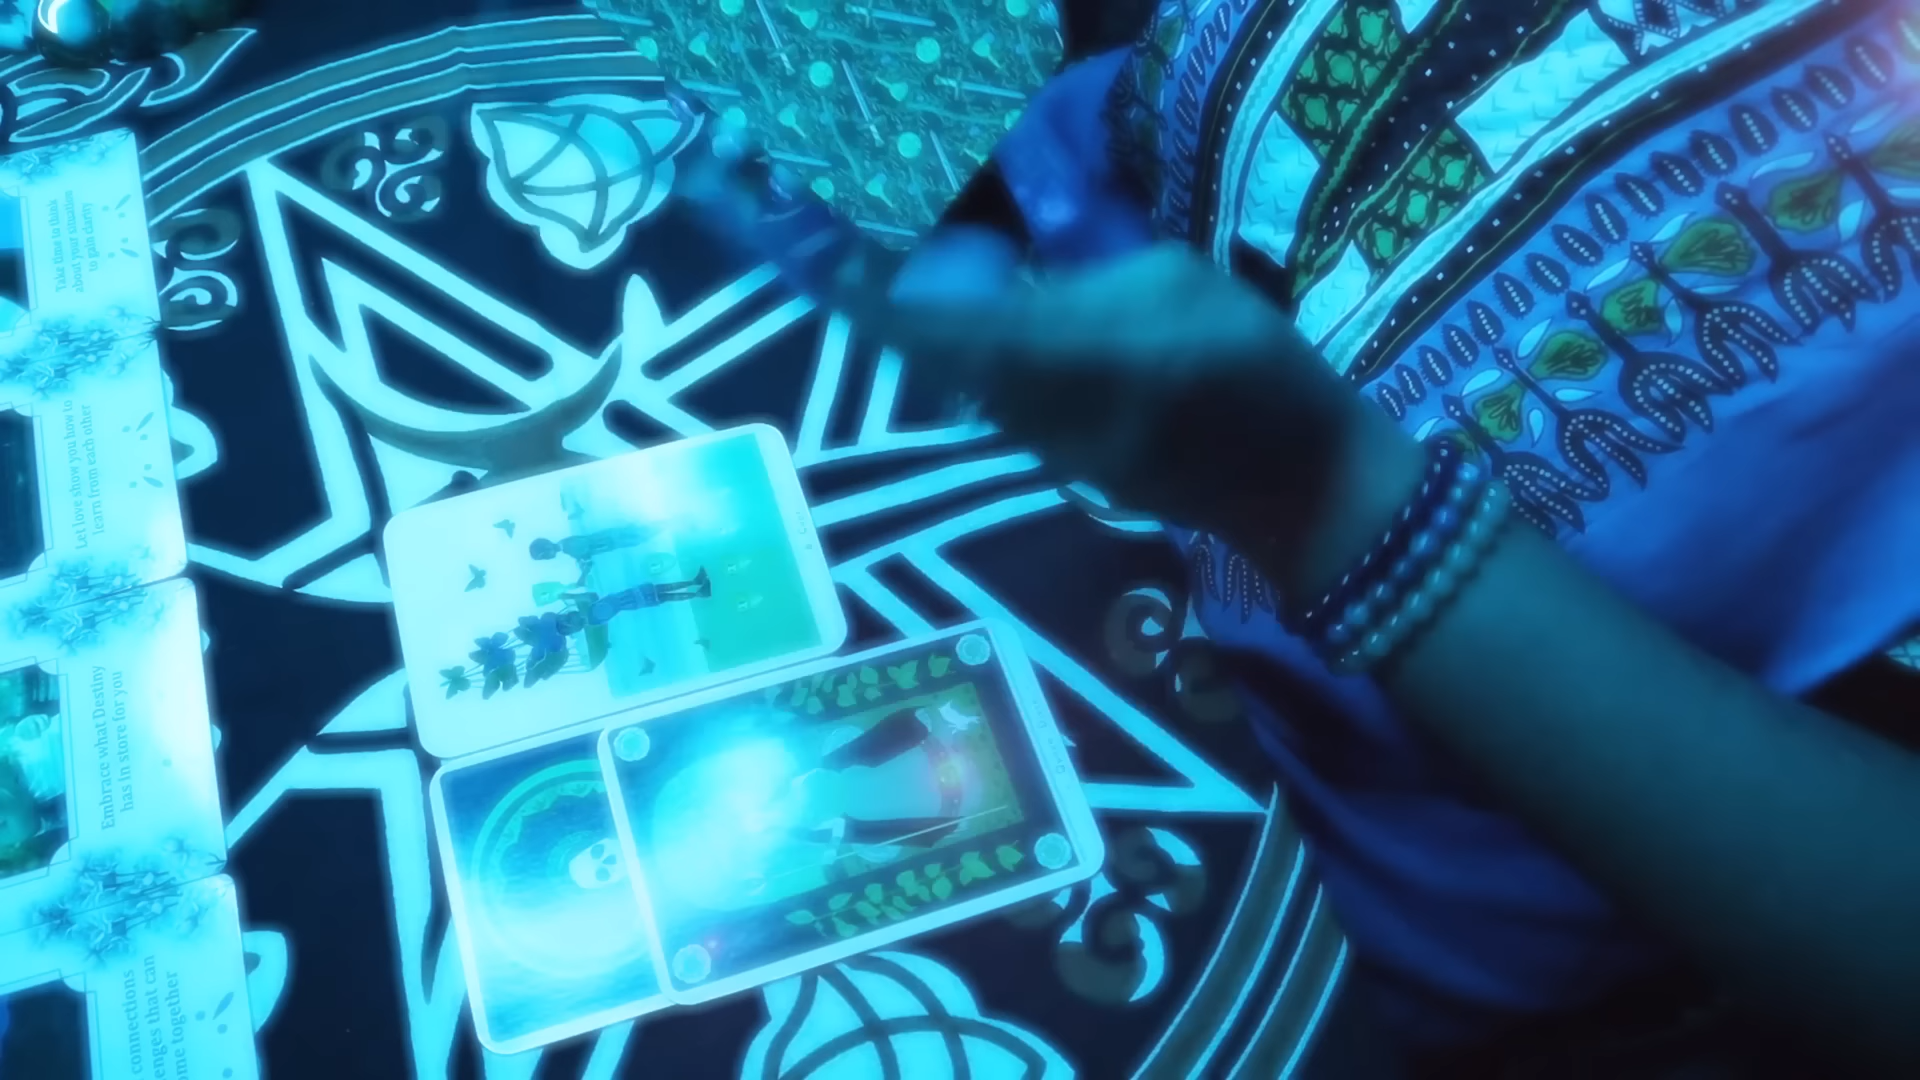 Take time to think
about your situation
to gain clarity
Let love show you how to
learn from each other
Embrace what Destiny
has in store for you
connections
enges that can
ome together